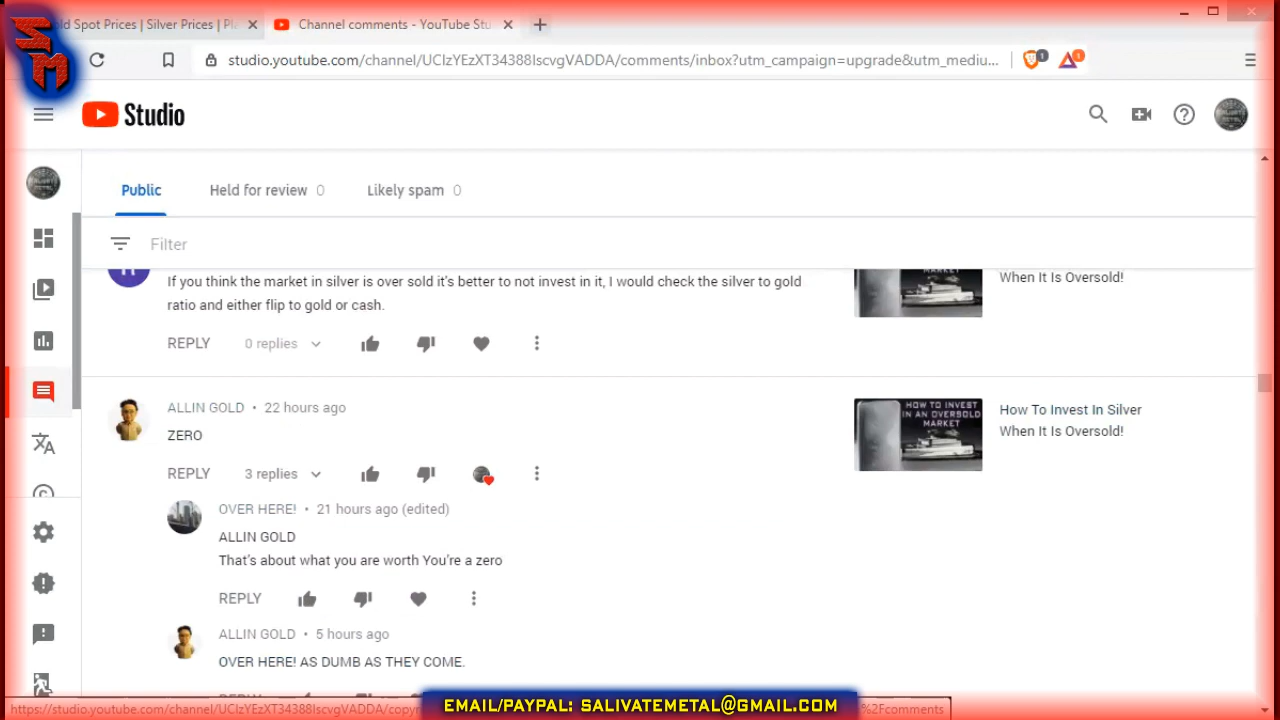 SM
ld Spot Prices | Silver Prices | Pla
Channel comments - YouTube Stu
studio.youtube.com/channel/UCIzYEzXT34388IscvgVADDA/comments/inbox?utm_campaign=upgrade&utm_mediu...
1
1
Studio
Public
Held for review 0
Likely spam 0
Filter
If you think the market in silver is over sold it's better to not invest in it, I would check the silver to gold
ratio and either flip to gold or cash.
REPLY 0 replies
MARKET
When It Is Oversold!
ALLIN GOLD • 22 hours ago
ZERO
REPLY 3 replies
HOW TO INVEST
IN AN OVERSOLD
MARKET
How To Invest In Silver
When It Is Oversold!
OVER HERE! • 21 hours ago (edited)
ALLIN GOLD
That's about what you are worth You're a zero
REPLY
ALLIN GOLD • 5 hours ago
OVER HERE! AS DUMB AS THEY COME.
https://studio.youtube.com/channel/UCIzYEzXT34388IscvgVADDA/copyr
%2Fcomments
EMAIL/PAYPAL: SALIVATEMETAL@GMAIL.COM